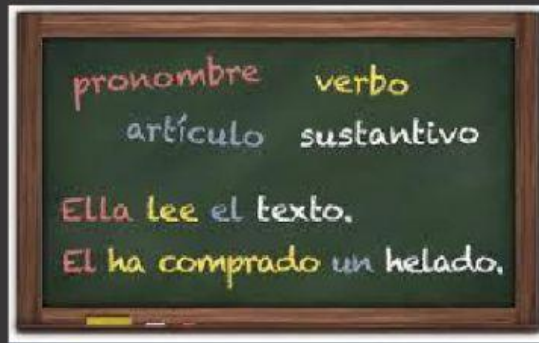 pronombre verbo
artículo sustantivo
Ella lee el texto.
El ha comprado un helado.